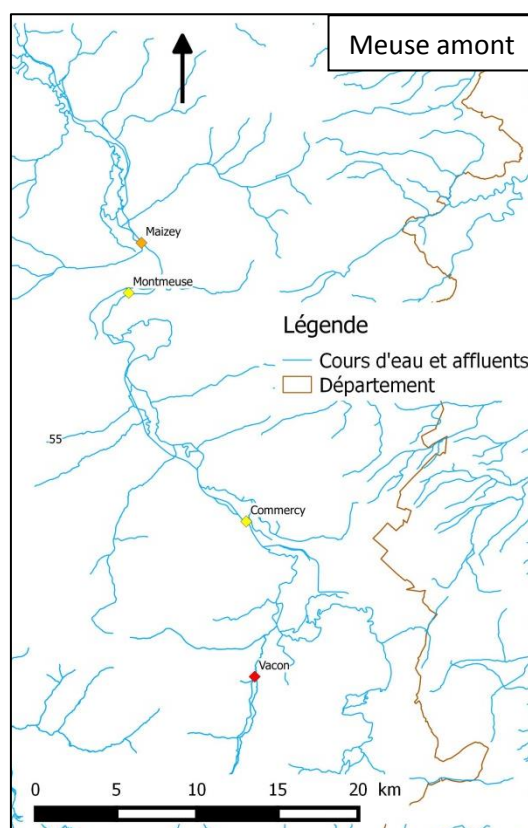 Meuse amont
Maizey
Montmeuse
Légende
Cours d'eau et affluents
Département
55
Commercy
Vacon
0 5 10 15 20 km